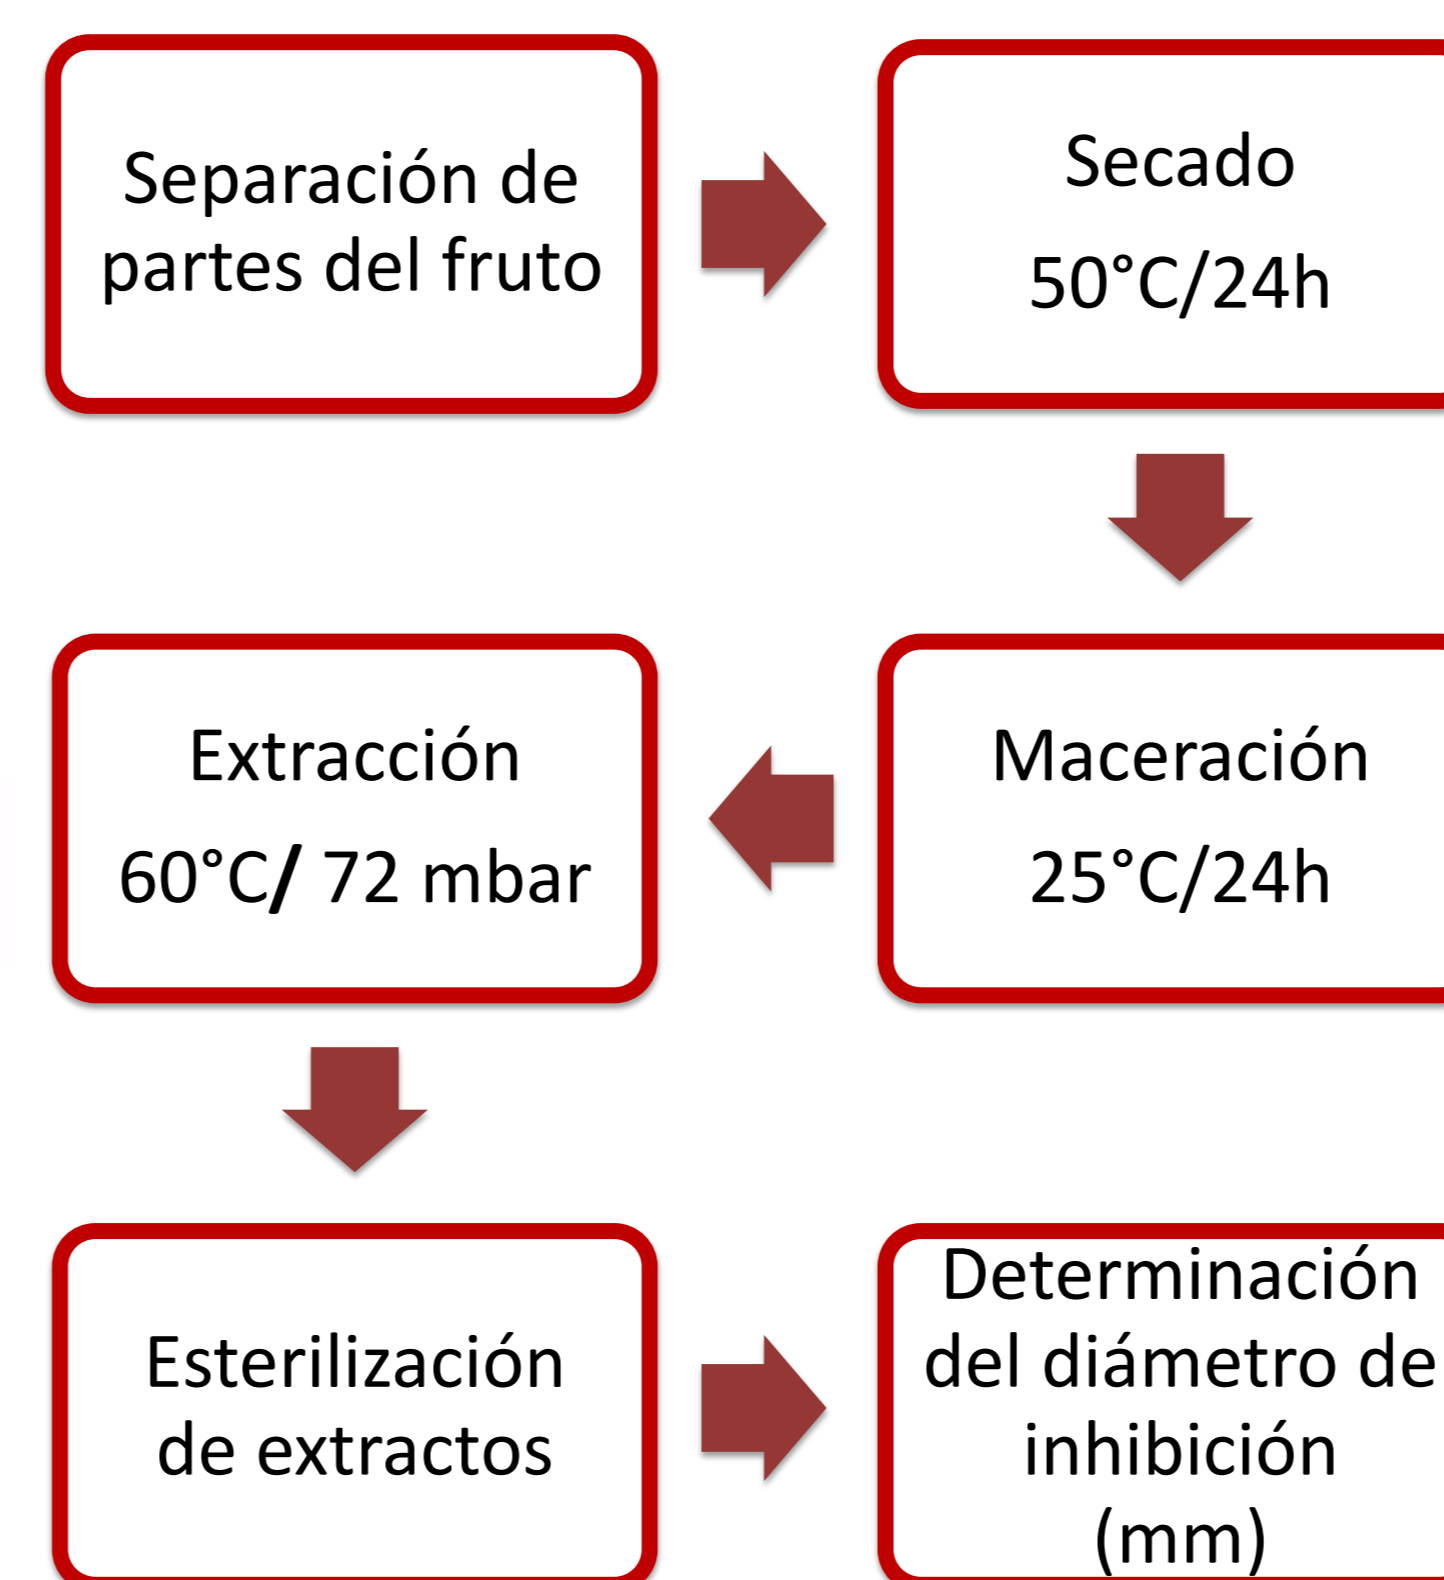 Separación de
partes del fruto
Secado
50°C/24h
Maceración
25°C/24h
Extracción
60°C/ 72 mbar
Esterilización
de extractos
Determinación
del diámetro de
inhibición
(mm)